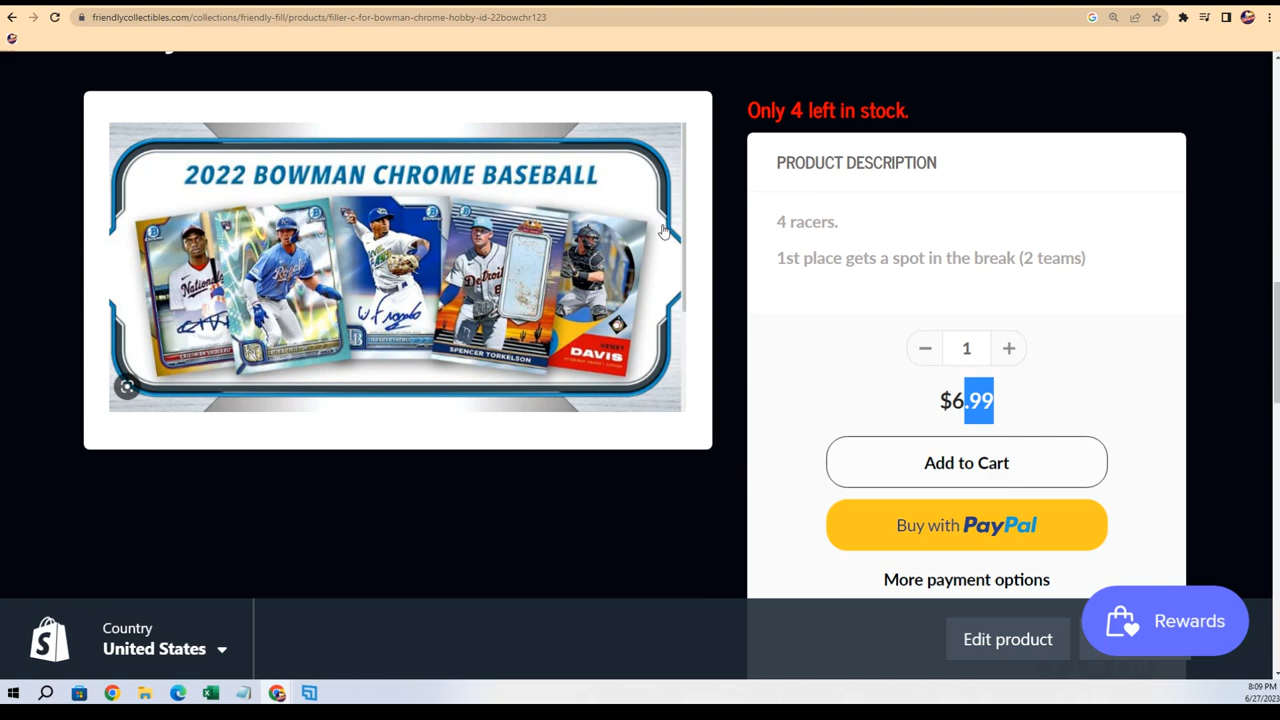 friendlycollectibles.com/collections/friendly-fill/products/filler-c-for-bowman-chrome-hobby-id-22bowchr123
Only 4 left in stock.
2022 BOWMAN CHROME BASEBALL
Nationals
Royals
Detroit
SPENCER TORKELSON
HENRY
DAVIS
PRODUCT DESCRIPTION
4 racers.
1st place gets a spot in the break (2 teams)
− 1 +
$6.99
Add to Cart
Buy with PayPal
More payment options
Country
United States
Edit product
Rewards
8:09 PM
6/27/2023